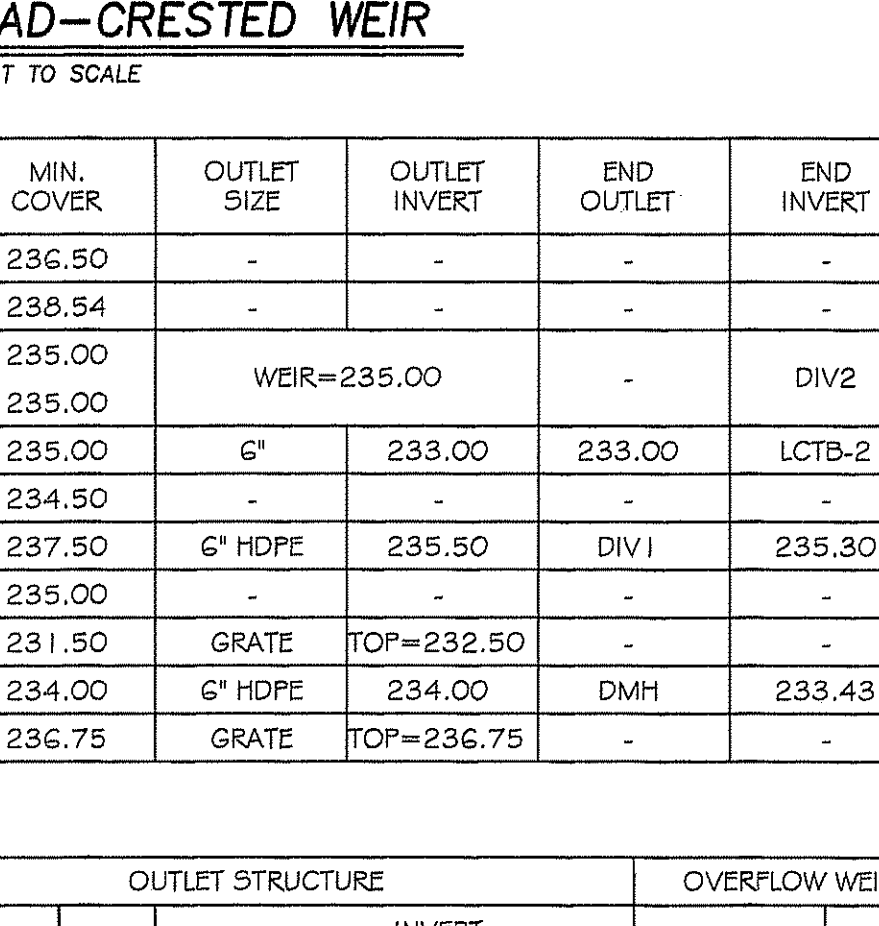 AD-CRESTED WEIR
T TO SCALE
MIN. COVER OUTLET SIZE OUTLET INVERT END OUTLET END INVERT
236.50 - - - -
238.54 - - - -
235.00 WEIR=235.00 - DIV2
235.00
235.00 6" 233.00 233.00 LCTB-2
234.50 - - - -
237.50 6" HDPE 235.50 DIV1 235.30
235.00 - - - -
231.50 GRATE TOP=232.50 - -
234.00 6" HDPE 234.00 DMH 233.43
236.75 GRATE TOP=236.75 - -
OUTLET STRUCTURE OVERFLOW WEI
INVERT